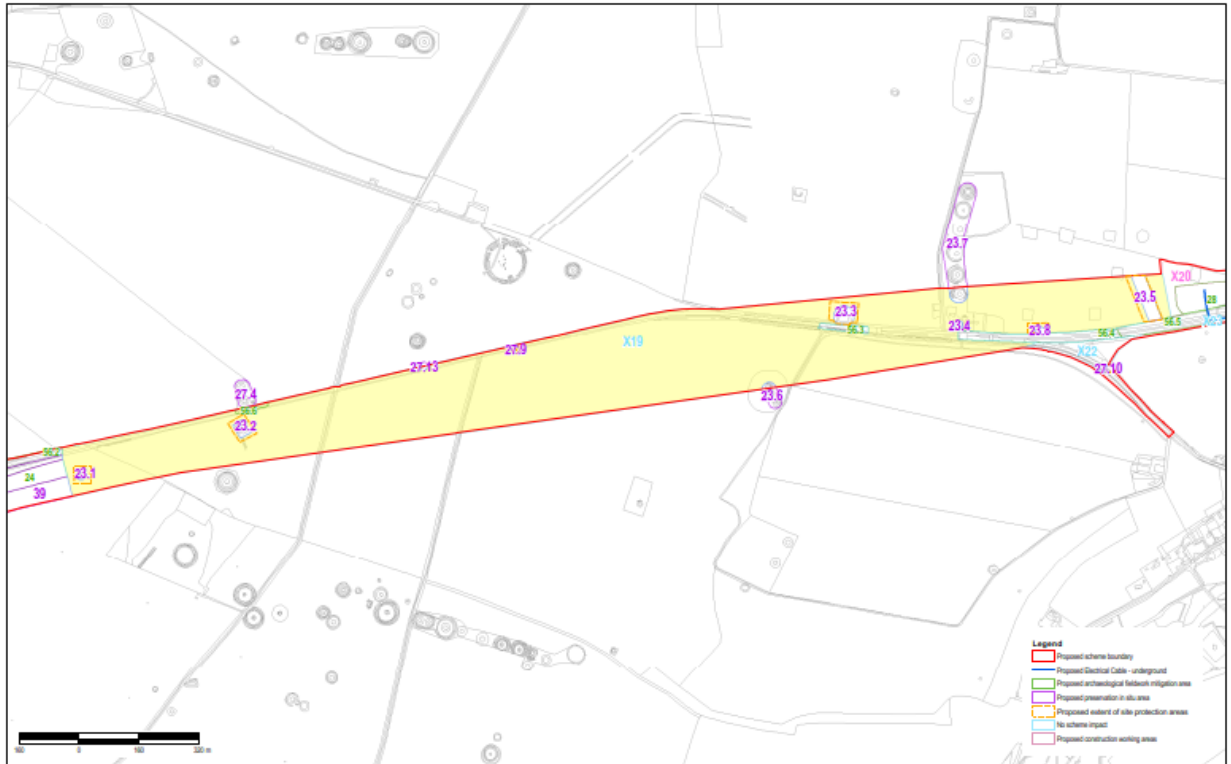 23.7
X20
23.3
23.5
28
56.5
56.3
23.4
23.8
56.4
X19
X22
27.9
27.13
27.10
27.4
23.6
56.6
23.2
56.2
23.1
24
39
Legend
Proposed scheme boundary
Proposed Electrical Cable - underground
Proposed archaeological fieldwork mitigation area
Proposed preservation in situ area
Proposed extent of site protection areas
No scheme impact
Proposed construction working areas
160 0 160 320 m